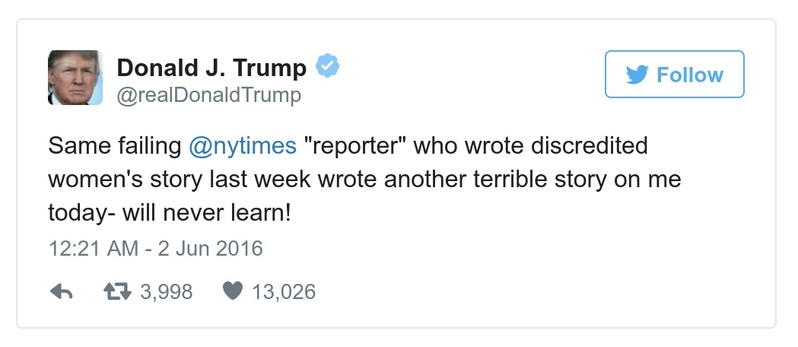 Donald J. Trump
@realDonaldTrump
Follow
Same failing @nytimes "reporter" who wrote discredited
women's story last week wrote another terrible story on me
today- will never learn!
12:21 AM - 2 Jun 2016
3,998 13,026